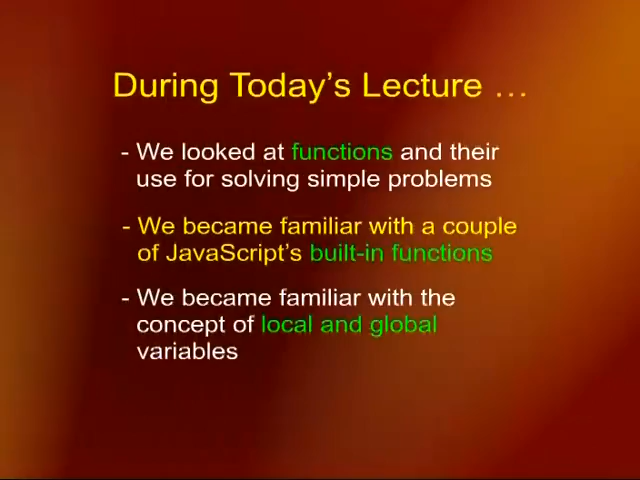 During Today's Lecture …
- We looked at functions and their
use for solving simple problems
- We became familiar with a couple
of JavaScript's built-in functions
- We became familiar with the
concept of local and global
variables